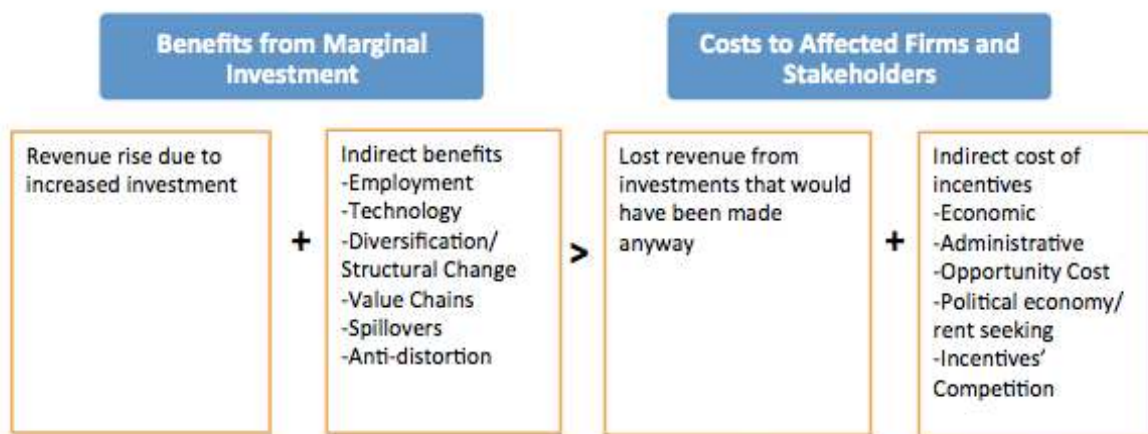 Benefits from Marginal
Investment
Costs to Affected Firms and
Stakeholders
Revenue rise due to
increased investment
+
Indirect benefits
-Employment
-Technology
-Diversification/
Structural Change
-Value Chains
-Spillovers
-Anti-distortion
>
Lost revenue from
investments that would
have been made
anyway
+
Indirect cost of
incentives
-Economic
-Administrative
-Opportunity Cost
-Political economy/
rent seeking
-Incentives’
Competition